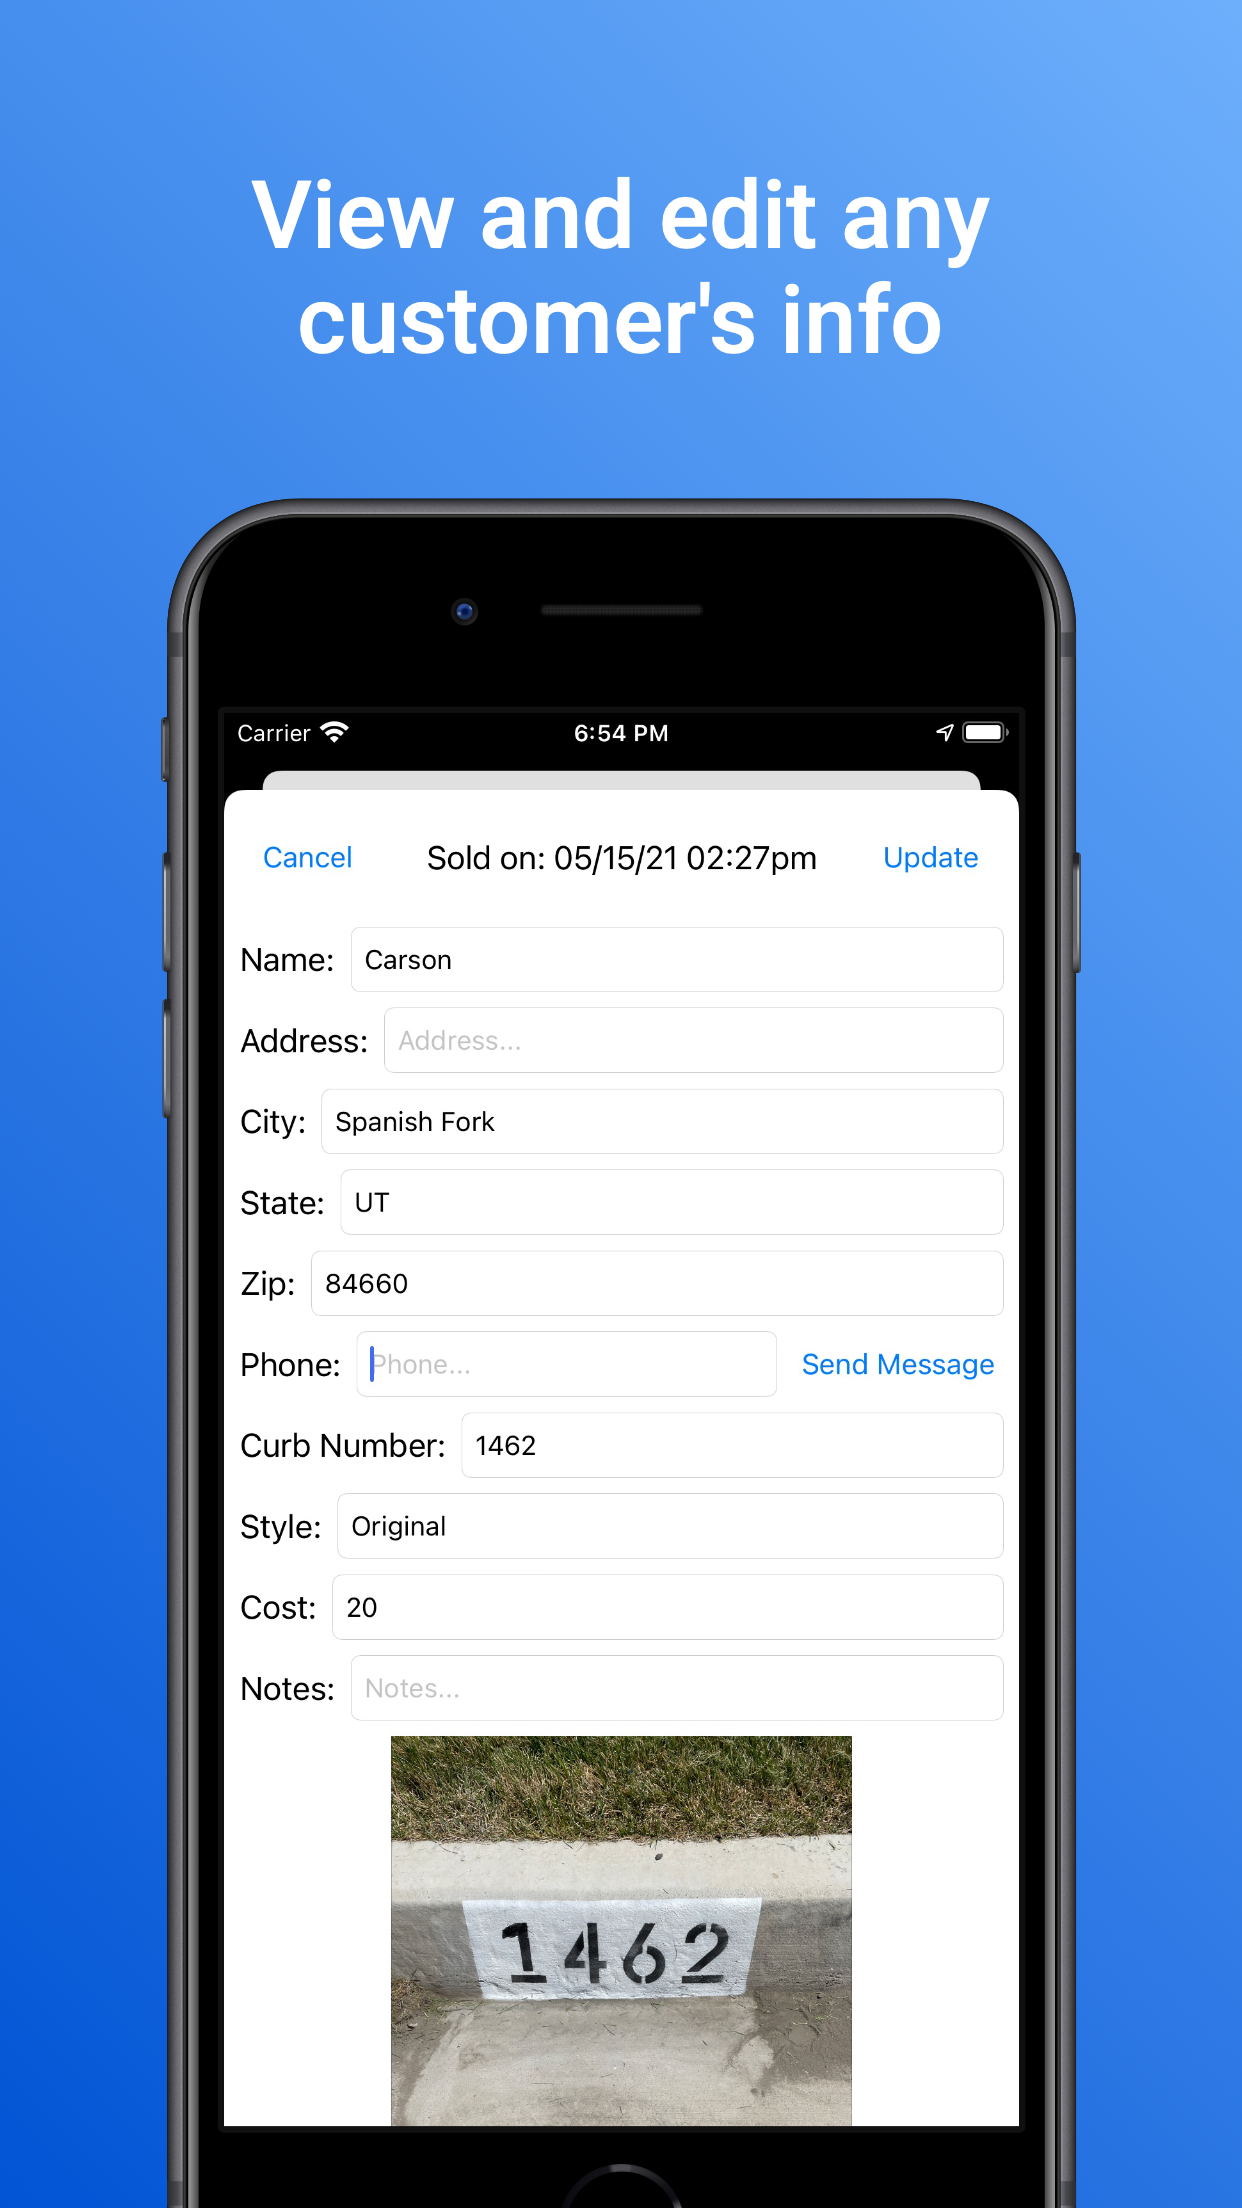 View and edit any
customer's info
Carrier 6:54 PM
Cancel Sold on: 05/15/21 02:27pm Update
Name: Carson
Address: Address...
City: Spanish Fork
State: UT
Zip: 84660
Phone: Phone... Send Message
Curb Number: 1462
Style: Original
Cost: 20
Notes: Notes...
1462